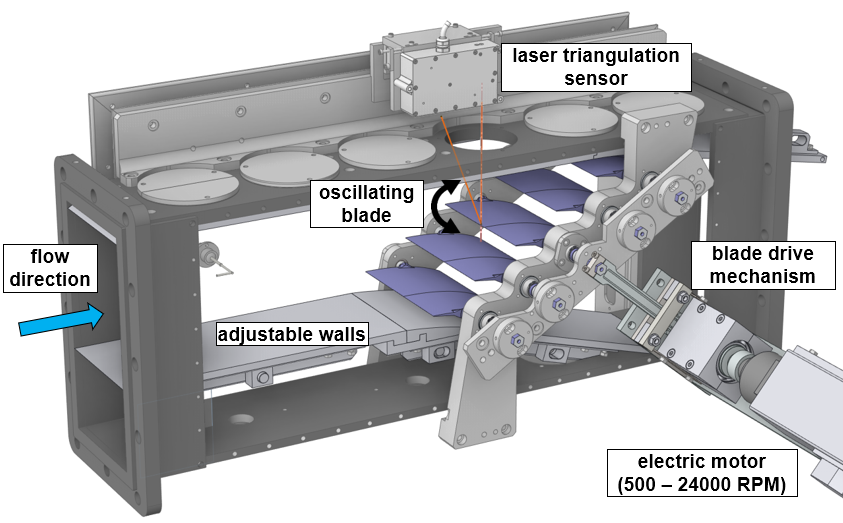 laser triangulation
sensor
oscillating
blade
flow
direction
blade drive
mechanism
adjustable walls
electric motor
(500 – 24000 RPM)